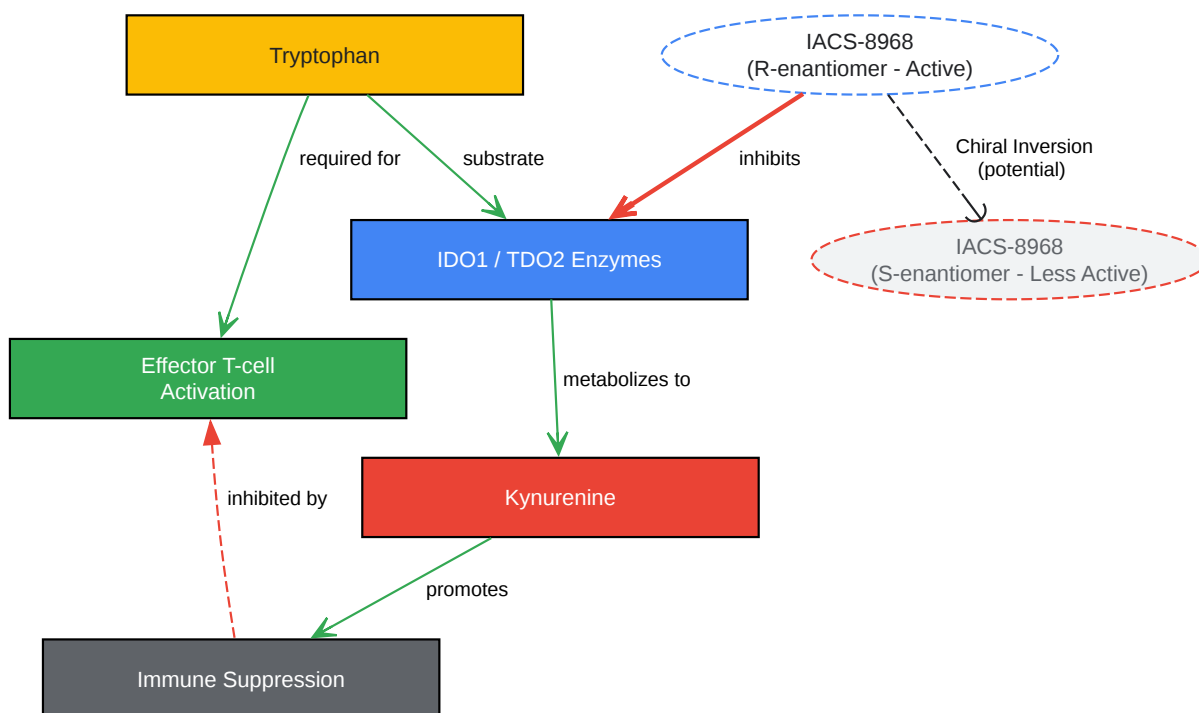 Tryptophan
IACS-8968
(R-enantiomer - Active)
required for
substrate
inhibits
Chiral Inversion
(potential)
IDO1 / TDO2 Enzymes
IACS-8968
(S-enantiomer - Less Active)
Effector T-cell
Activation
metabolizes to
inhibited by
Kynurenine
promotes
Immune Suppression